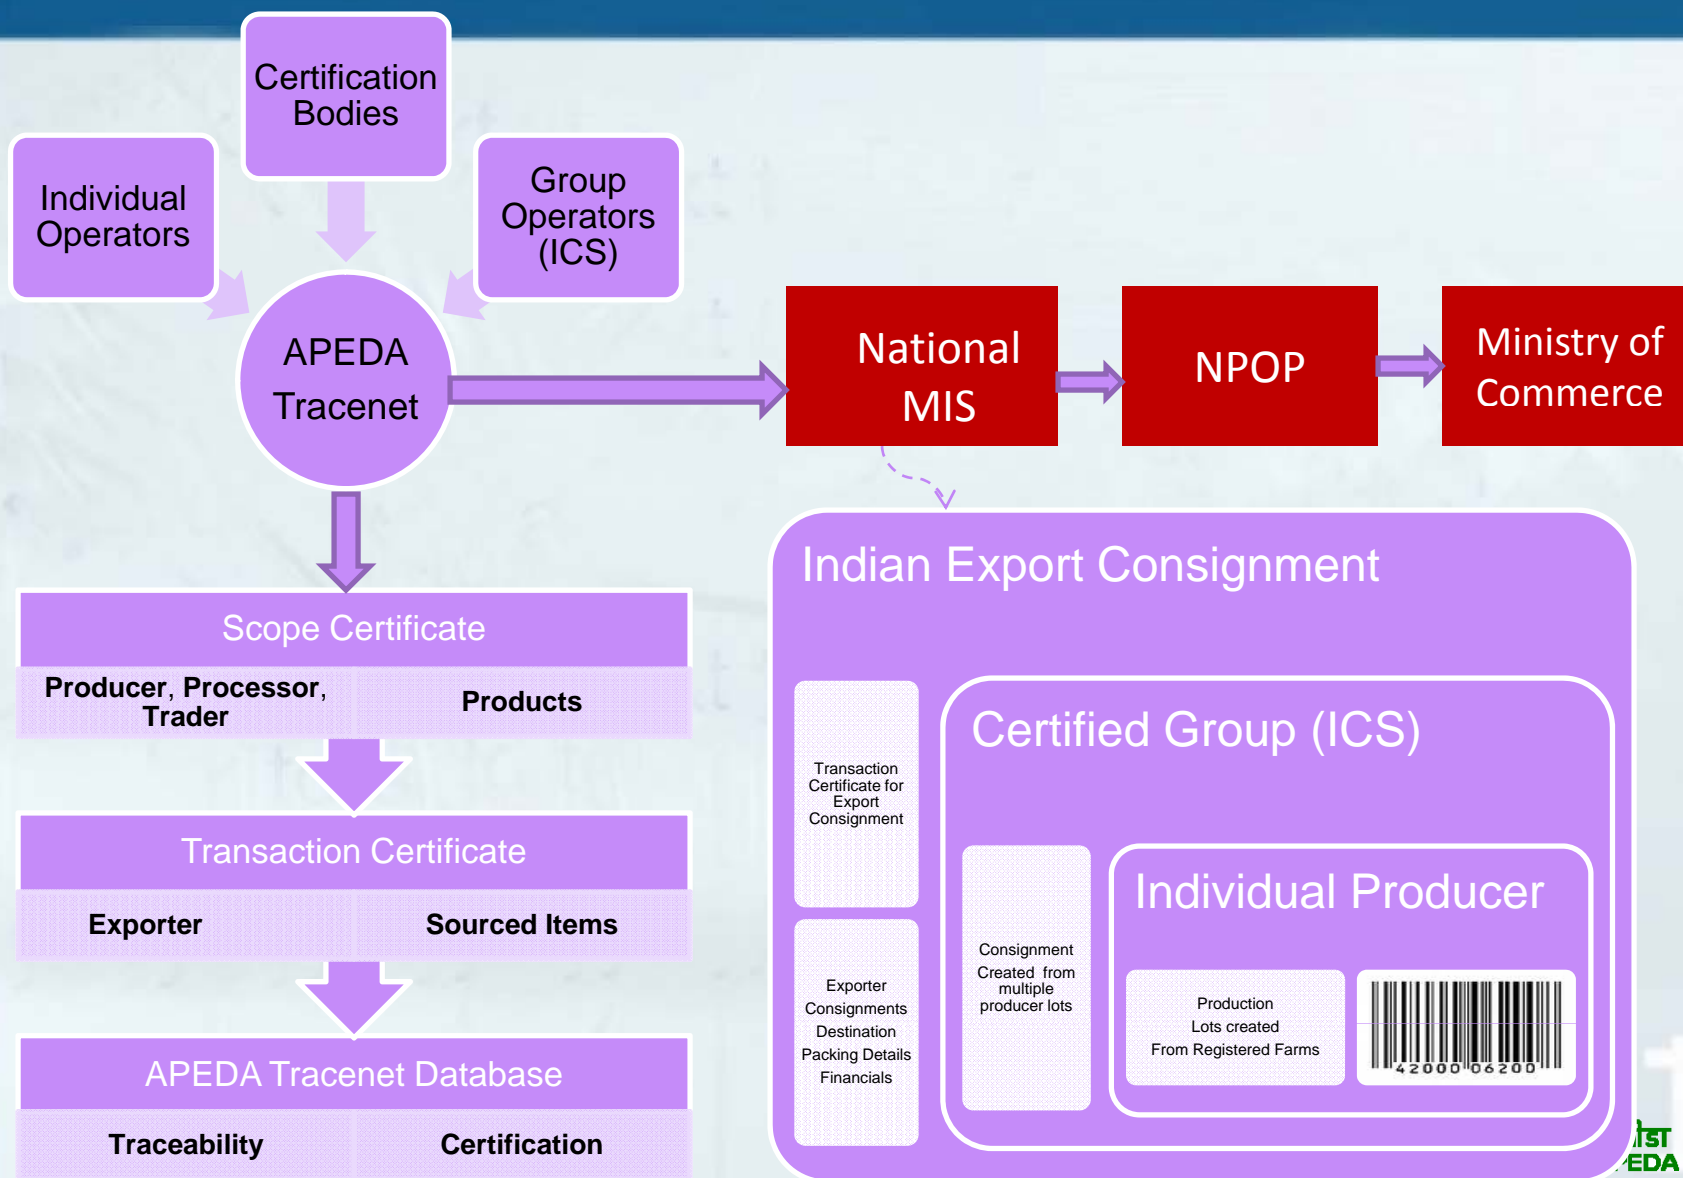 Certification
Bodies
Individual
Operators
Group
Operators
(ICS)
APEDA
Tracenet
National
MIS
NPOP
Ministry of
Commerce
Scope Certificate
Producer, Processor,
Trader
Products
Transaction Certificate
Exporter
Sourced Items
APEDA Tracenet Database
Traceability
Certification
Indian Export Consignment
Transaction
Certificate for
Export
Consignment
Exporter
Consignments
Destination
Packing Details
Financials
Certified Group (ICS)
Consignment
Created from
multiple
producer lots
Individual Producer
Production
Lots created
From Registered Farms
42000 06200